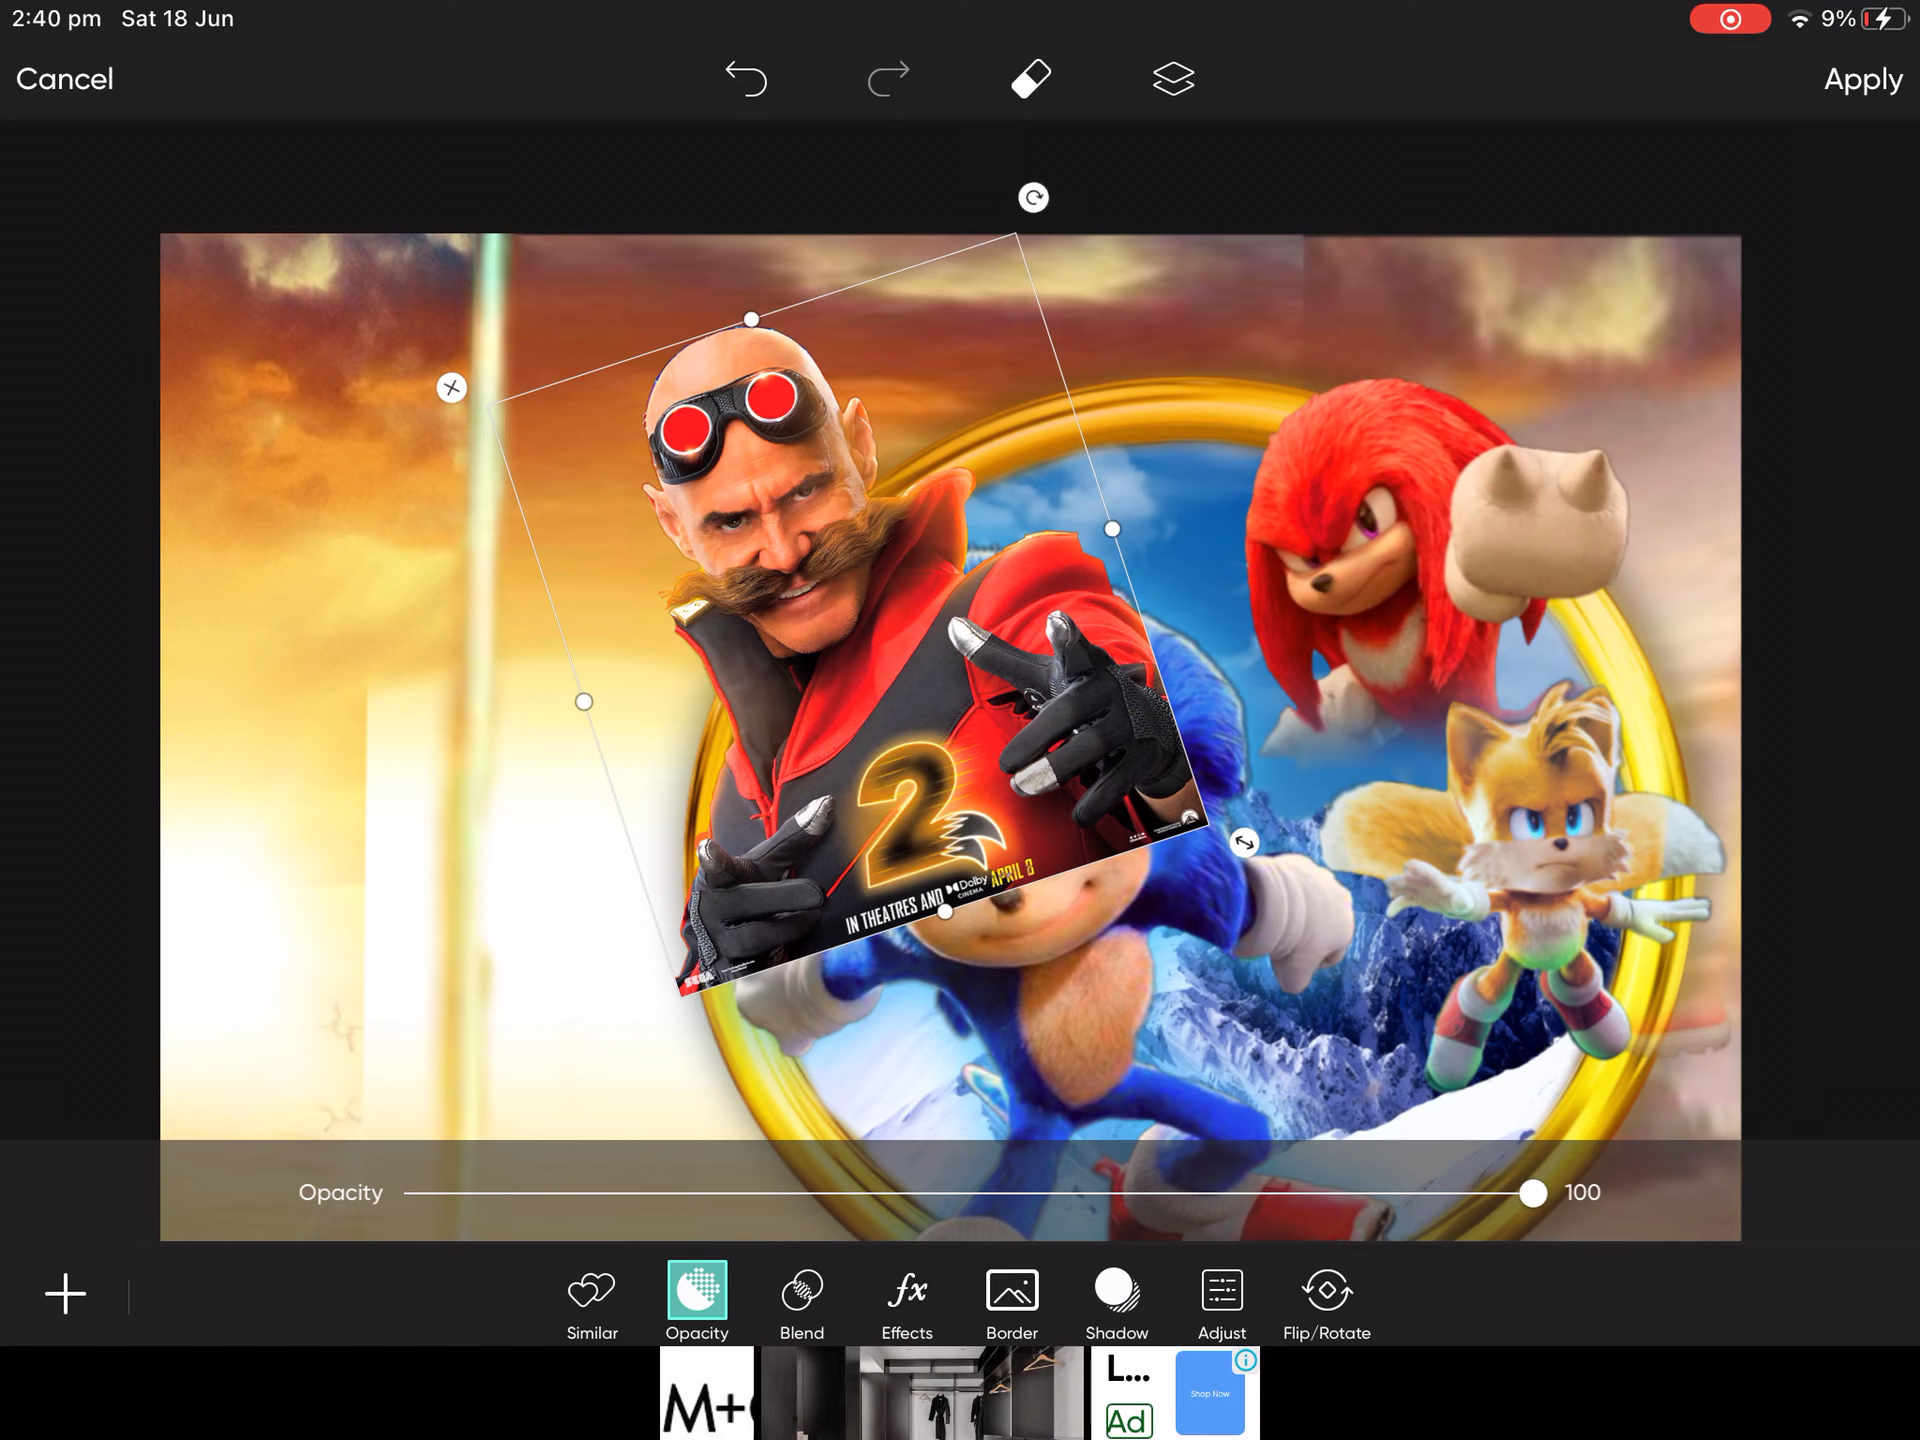 2:40 pm Sat 18 Jun
9%
Cancel
Apply
2
IN THEATRES AND Dolby CINEMA APRIL 8
SEGA
Opacity
100
Similar
Opacity
Blend
fx
Effects
Border
Shadow
Adjust
Flip/Rotate
M+
L...
Ad
Shop Now